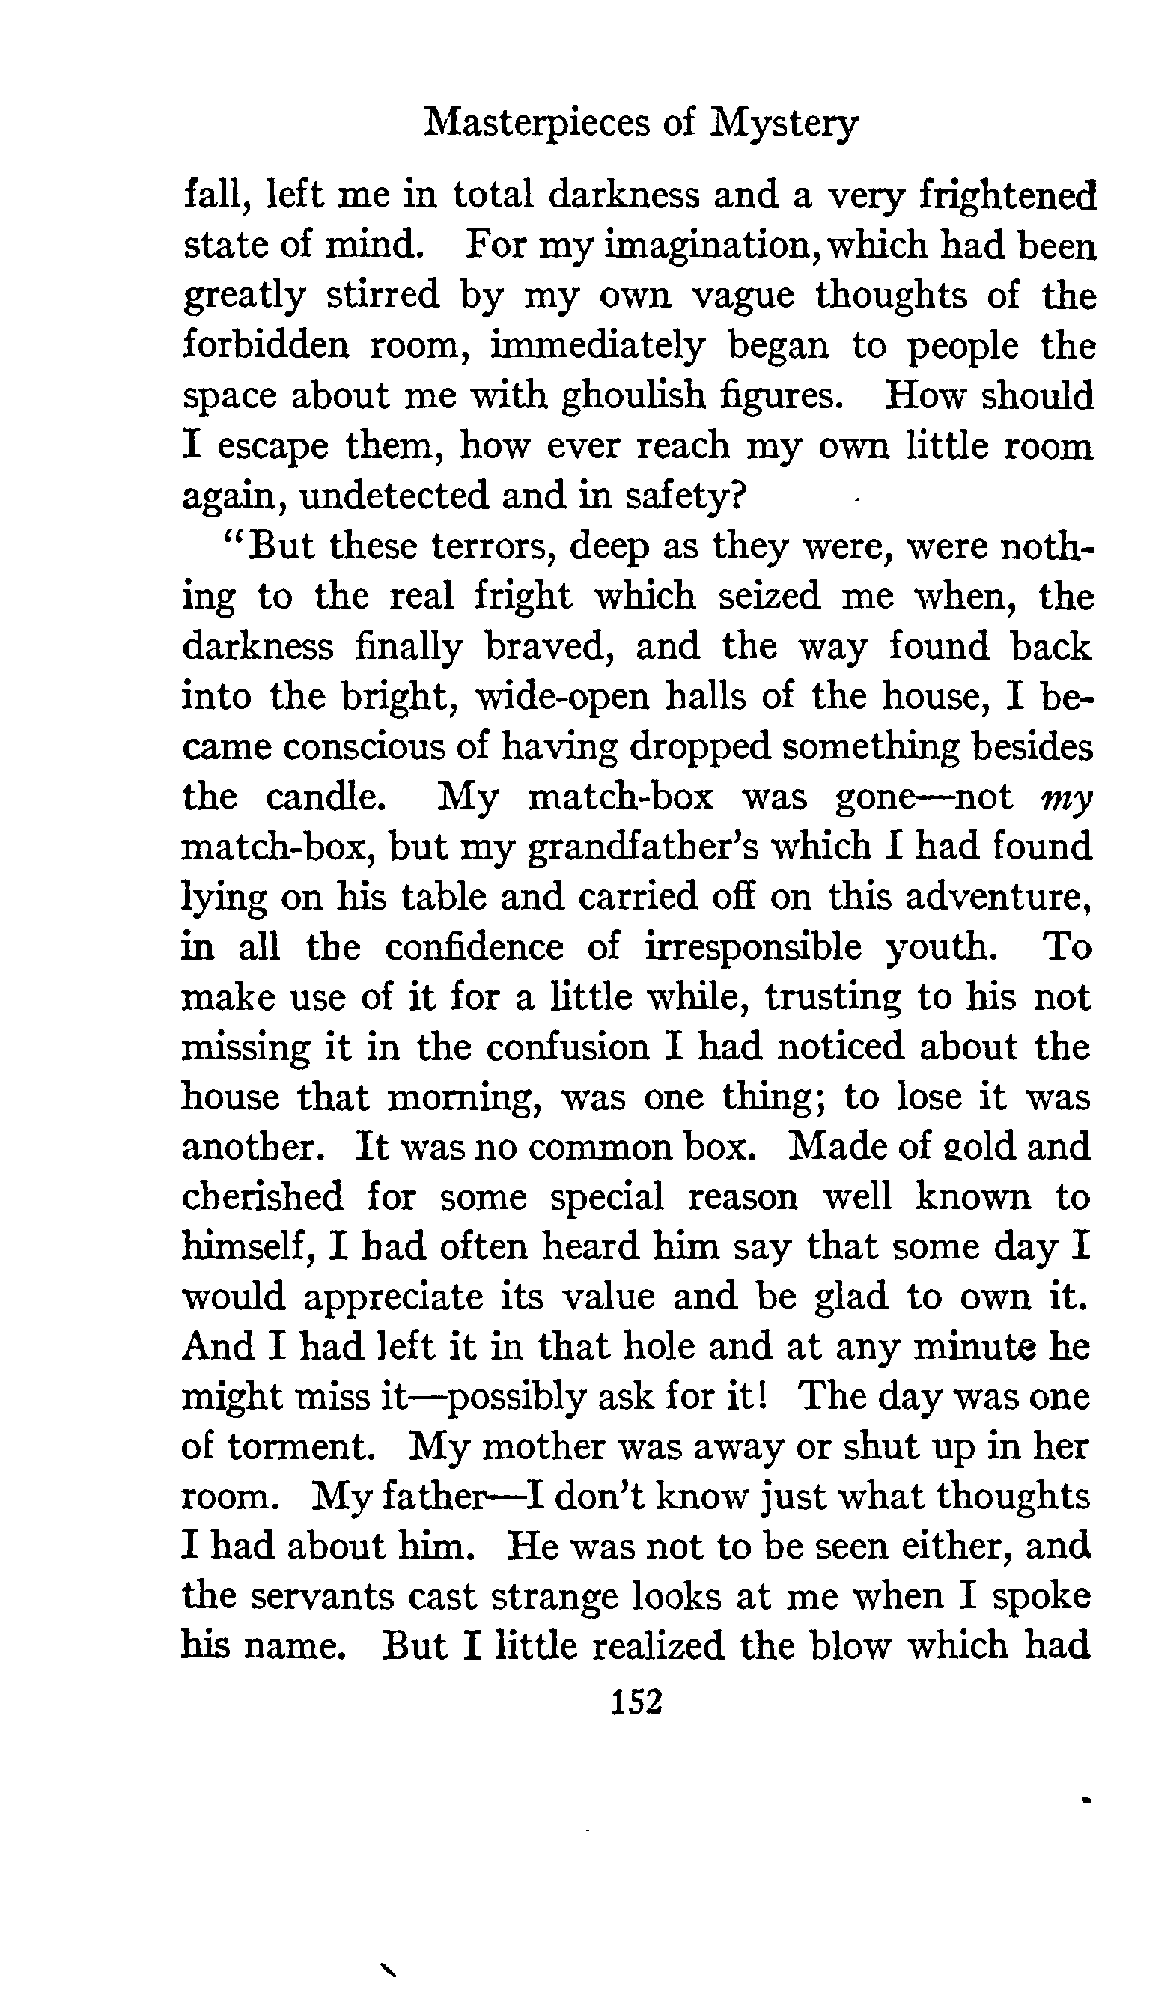 Masterpieces of Mystery
fall, left me in total darkness and a very frightened
state of mind. For my imagination, which had been
greatly stirred by my own vague thoughts of the
forbidden room, immediately began to people the
space about me with ghoulish figures. How should
I escape them, how ever reach my own little room
again, undetected and in safety?
"But these terrors, deep as they were, were noth-
ing to the real fright which seized me when, the
darkness finally braved, and the way found back
into the bright, wide-open halls of the house, I be-
came conscious of having dropped something besides
the candle. My match-box was gone—not my
match-box, but my grandfather's which I had found
lying on his table and carried off on this adventure,
in all the confidence of irresponsible youth. To
make use of it for a little while, trusting to his not
missing it in the confusion I had noticed about the
house that morning, was one thing; to lose it was
another. It was no common box. Made of gold and
cherished for some special reason well known to
himself, I had often heard him say that some day I
would appreciate its value and be glad to own it.
And I had left it in that hole and at any minute he
might miss it—possibly ask for it! The day was one
of torment. My mother was away or shut up in her
room. My father—I don't know just what thoughts
I had about him. He was not to be seen either, and
the servants cast strange looks at me when I spoke
his name. But I little realized the blow which had
152